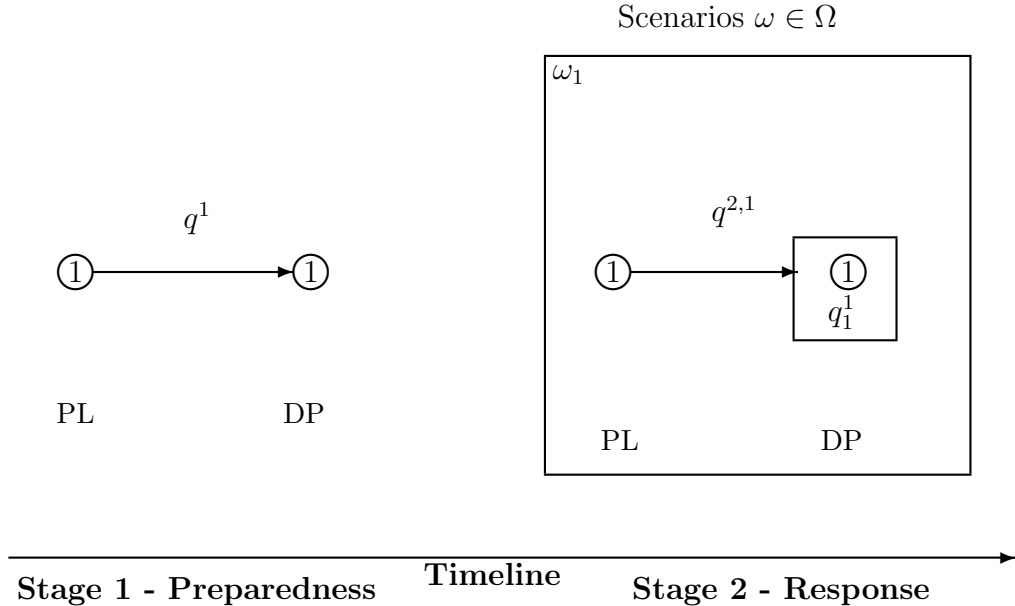 Scenarios ω ∈ Ω
ω₁
q¹
q²,¹
1
1
1
1
q₁¹
PL
DP
PL
DP
Timeline
Stage 1 - Preparedness
Stage 2 - Response